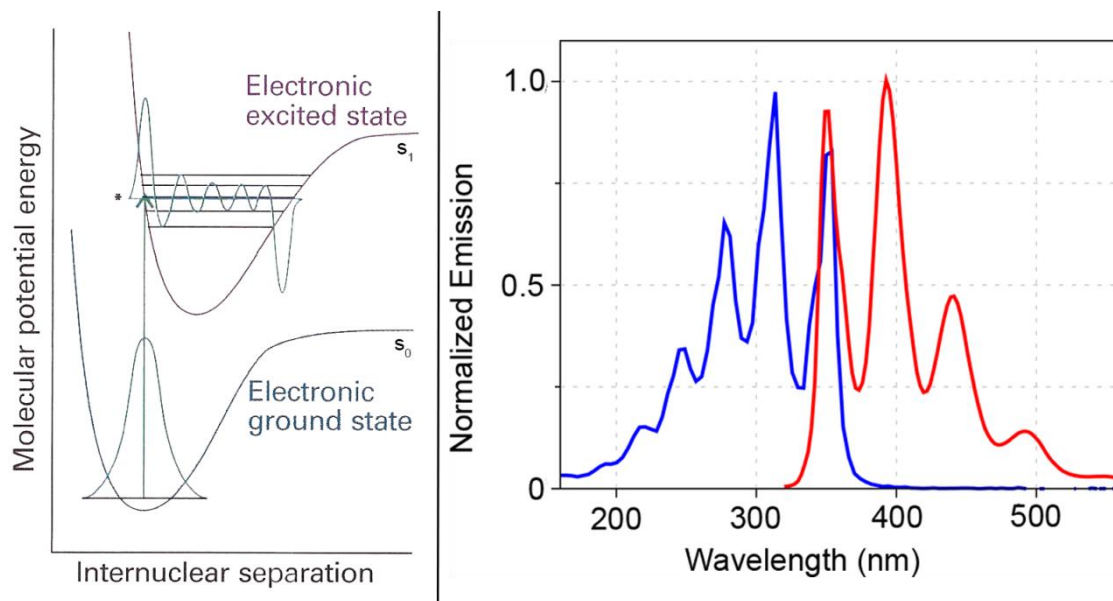 Molecular potential energy
Electronic
excited state
S₁
*
S₀
Electronic
ground state
Internuclear separation
Normalized Emission
1.0
0.5
0
200
300
400
500
Wavelength (nm)